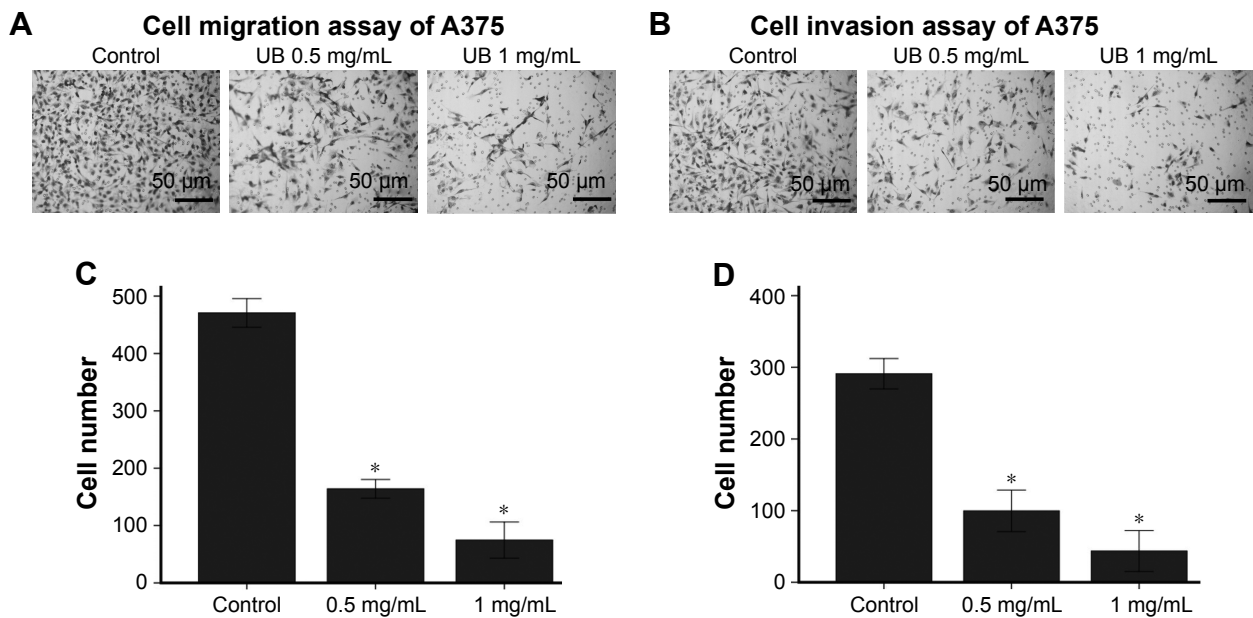 A Cell migration assay of A375
Control UB 0.5 mg/mL UB 1 mg/mL
50 µm 50 µm 50 µm
B Cell invasion assay of A375
Control UB 0.5 mg/mL UB 1 mg/mL
50 µm 50 µm 50 µm
C
Cell number
500
400
300
200
100
0
*
*
Control 0.5 mg/mL 1 mg/mL
D
Cell number
400
300
200
100
0
*
*
Control 0.5 mg/mL 1 mg/mL